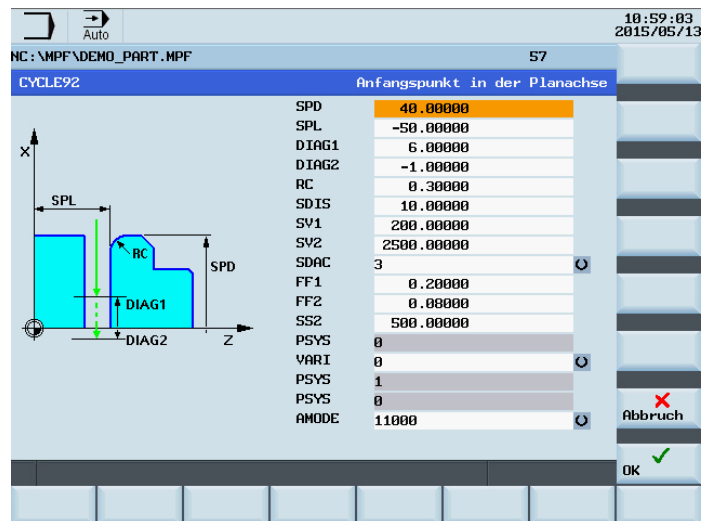 Auto
10:59:03
2015/05/13
NC:\MPF\DEMO_PART.MPF 57
CYCLE92 Anfangspunkt in der Planachse
SPD 40.00000
SPL -50.00000
DIAG1 6.00000
DIAG2 -1.00000
RC 0.30000
SDIS 10.00000
SV1 200.00000
SV2 2500.00000
SDAC 3
FF1 0.20000
FF2 0.08000
SS2 500.00000
PSYS 0
VARI 0
PSYS 1
PSYS 0
AMODE 11000
X
SPL
RC
SPD
DIAG1
DIAG2
Z
Abbruch
OK